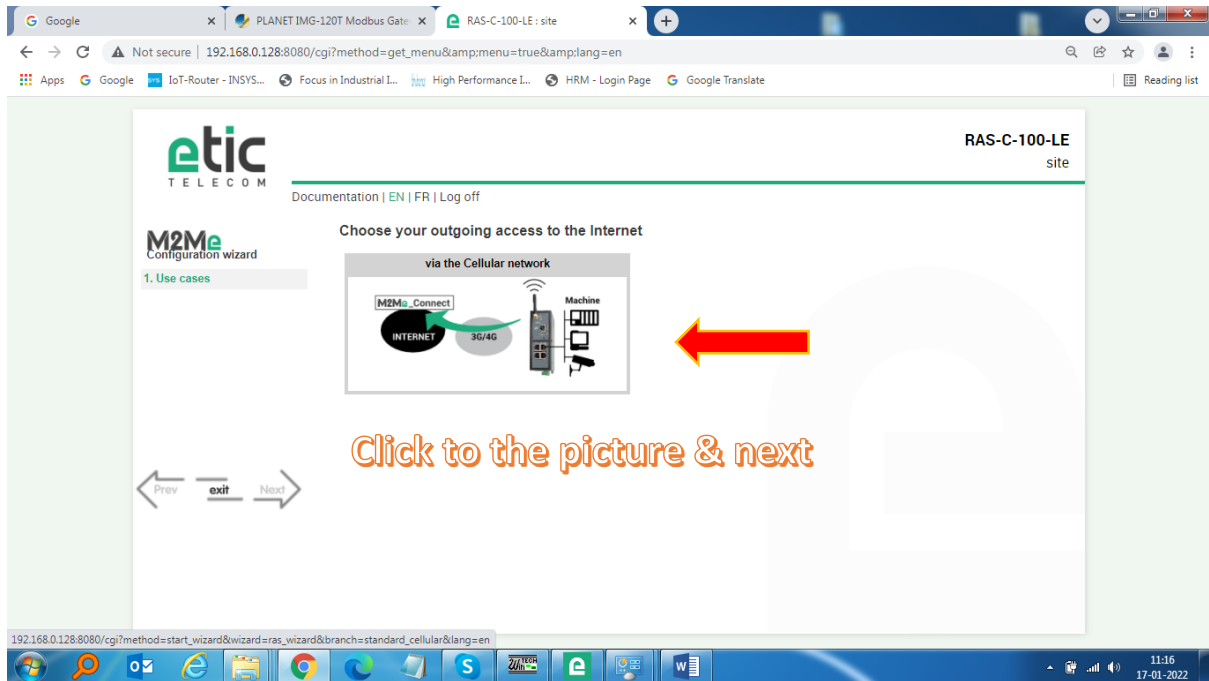 Google
PLANET IMG-120T Modbus Gate
RAS-C-100-LE : site
Not secure | 192.168.0.128:8080/cgi?method=get_menu&amp;menu=true&amp;lang=en
Apps
Google
IoT-Router - INSYS...
Focus in Industrial I...
High Performance I...
HRM - Login Page
Google Translate
Reading list
etic
TELECOM
RAS-C-100-LE
site
Documentation | EN | FR | Log off
M2Me
Configuration wizard
1. Use cases
Choose your outgoing access to the Internet
via the Cellular network
M2Me_Connect
Machine
INTERNET
3G/4G
Click to the picture & next
Prev
exit
Next
192.168.0.128:8080/cgi?method=start_wizard&wizard=ras_wizard&branch=standard_cellular&lang=en
11:16
17-01-2022